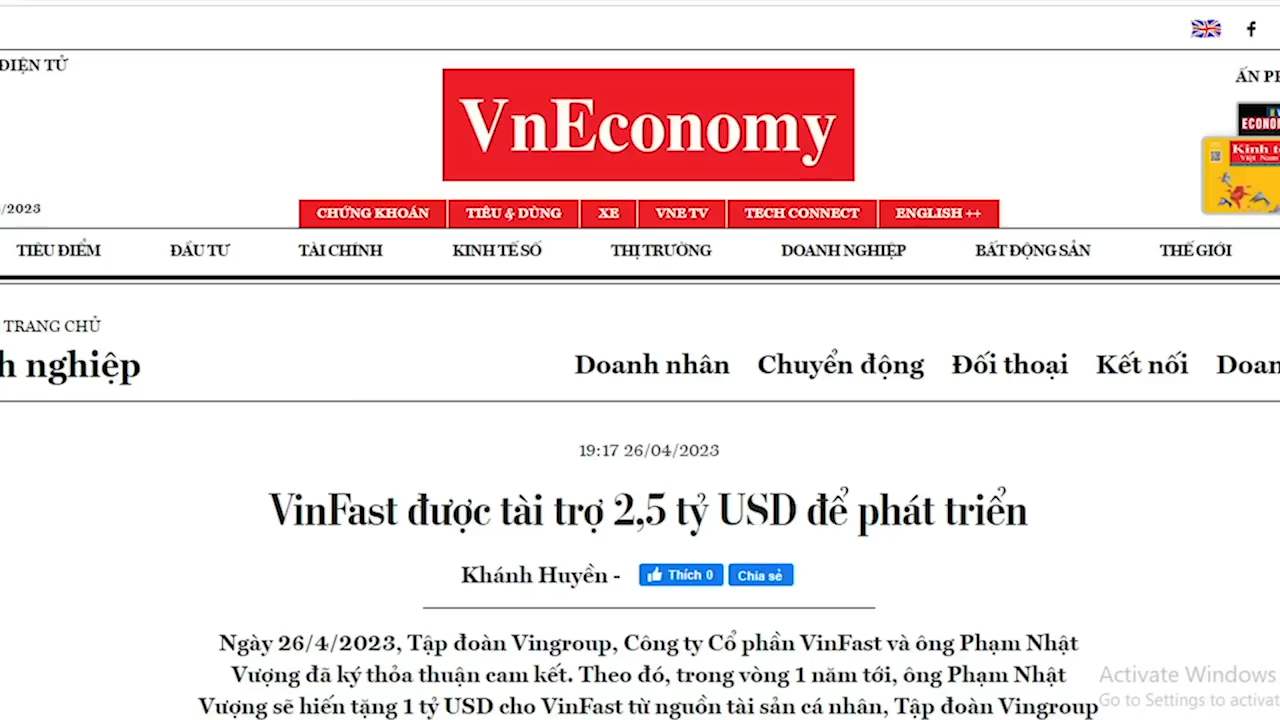 ĐIỆN TỬ
ẤN
VnEconomy
ECONO
Kinh
Việt Nam
/2023
CHỨNG KHOÁN TIÊU & DÙNG XE VNE TV TECH CONNECT ENGLISH ++
TIÊU ĐIỂM ĐẦU TƯ TÀI CHÍNH KINH TẾ SỐ THỊ TRƯỜNG DOANH NGHIỆP BẤT ĐỘNG SẢN THẾ GIỚI
TRANG CHỦ
h nghiệp Doanh nhân Chuyển động Đối thoại Kết nối Doan
19:17 26/04/2023
VinFast được tài trợ 2,5 tỷ USD để phát triển
Khánh Huyền - Thích 0 Chia sẻ
Ngày 26/4/2023, Tập đoàn Vingroup, Công ty Cổ phần VinFast và ông Phạm Nhật
Vượng đã ký thỏa thuận cam kết. Theo đó, trong vòng 1 năm tới, ông Phạm Nhật
Vượng sẽ hiến tặng 1 tỷ USD cho VinFast từ nguồn tài sản cá nhân, Tập đoàn Vingroup
Activate Windows
Go to Settings to activat